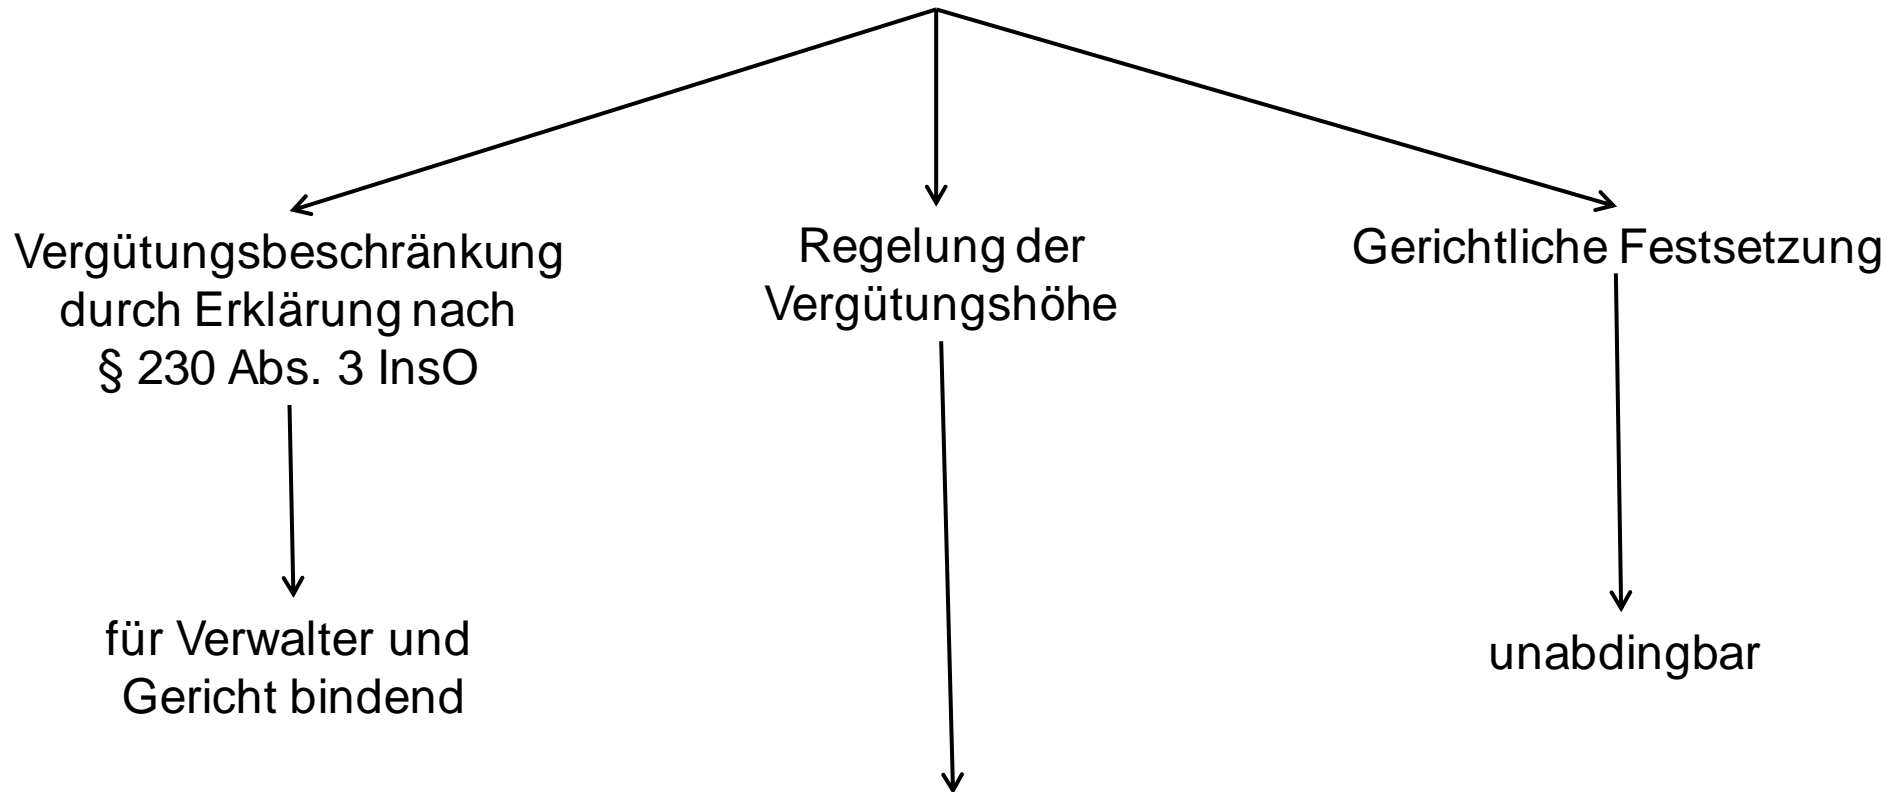 Vergütungsbeschränkung
durch Erklärung nach
§ 230 Abs. 3 InsO
für Verwalter und
Gericht bindend
Regelung der
Vergütungshöhe
Gerichtliche Festsetzung
unabdingbar